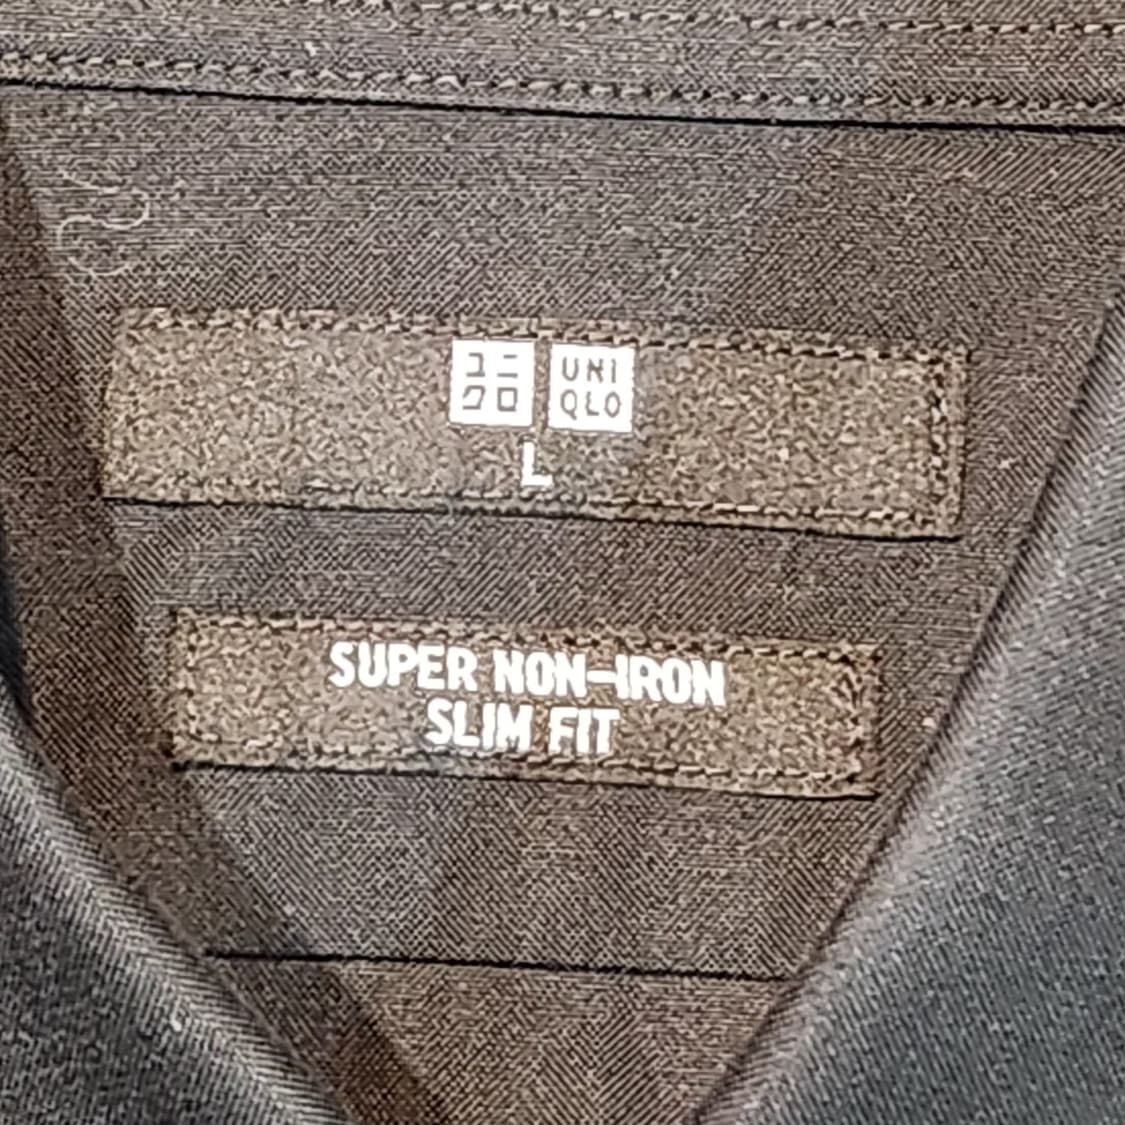 ユニ UNI
クロ QLO
L
SUPER NON-IRON
SLIM FIT